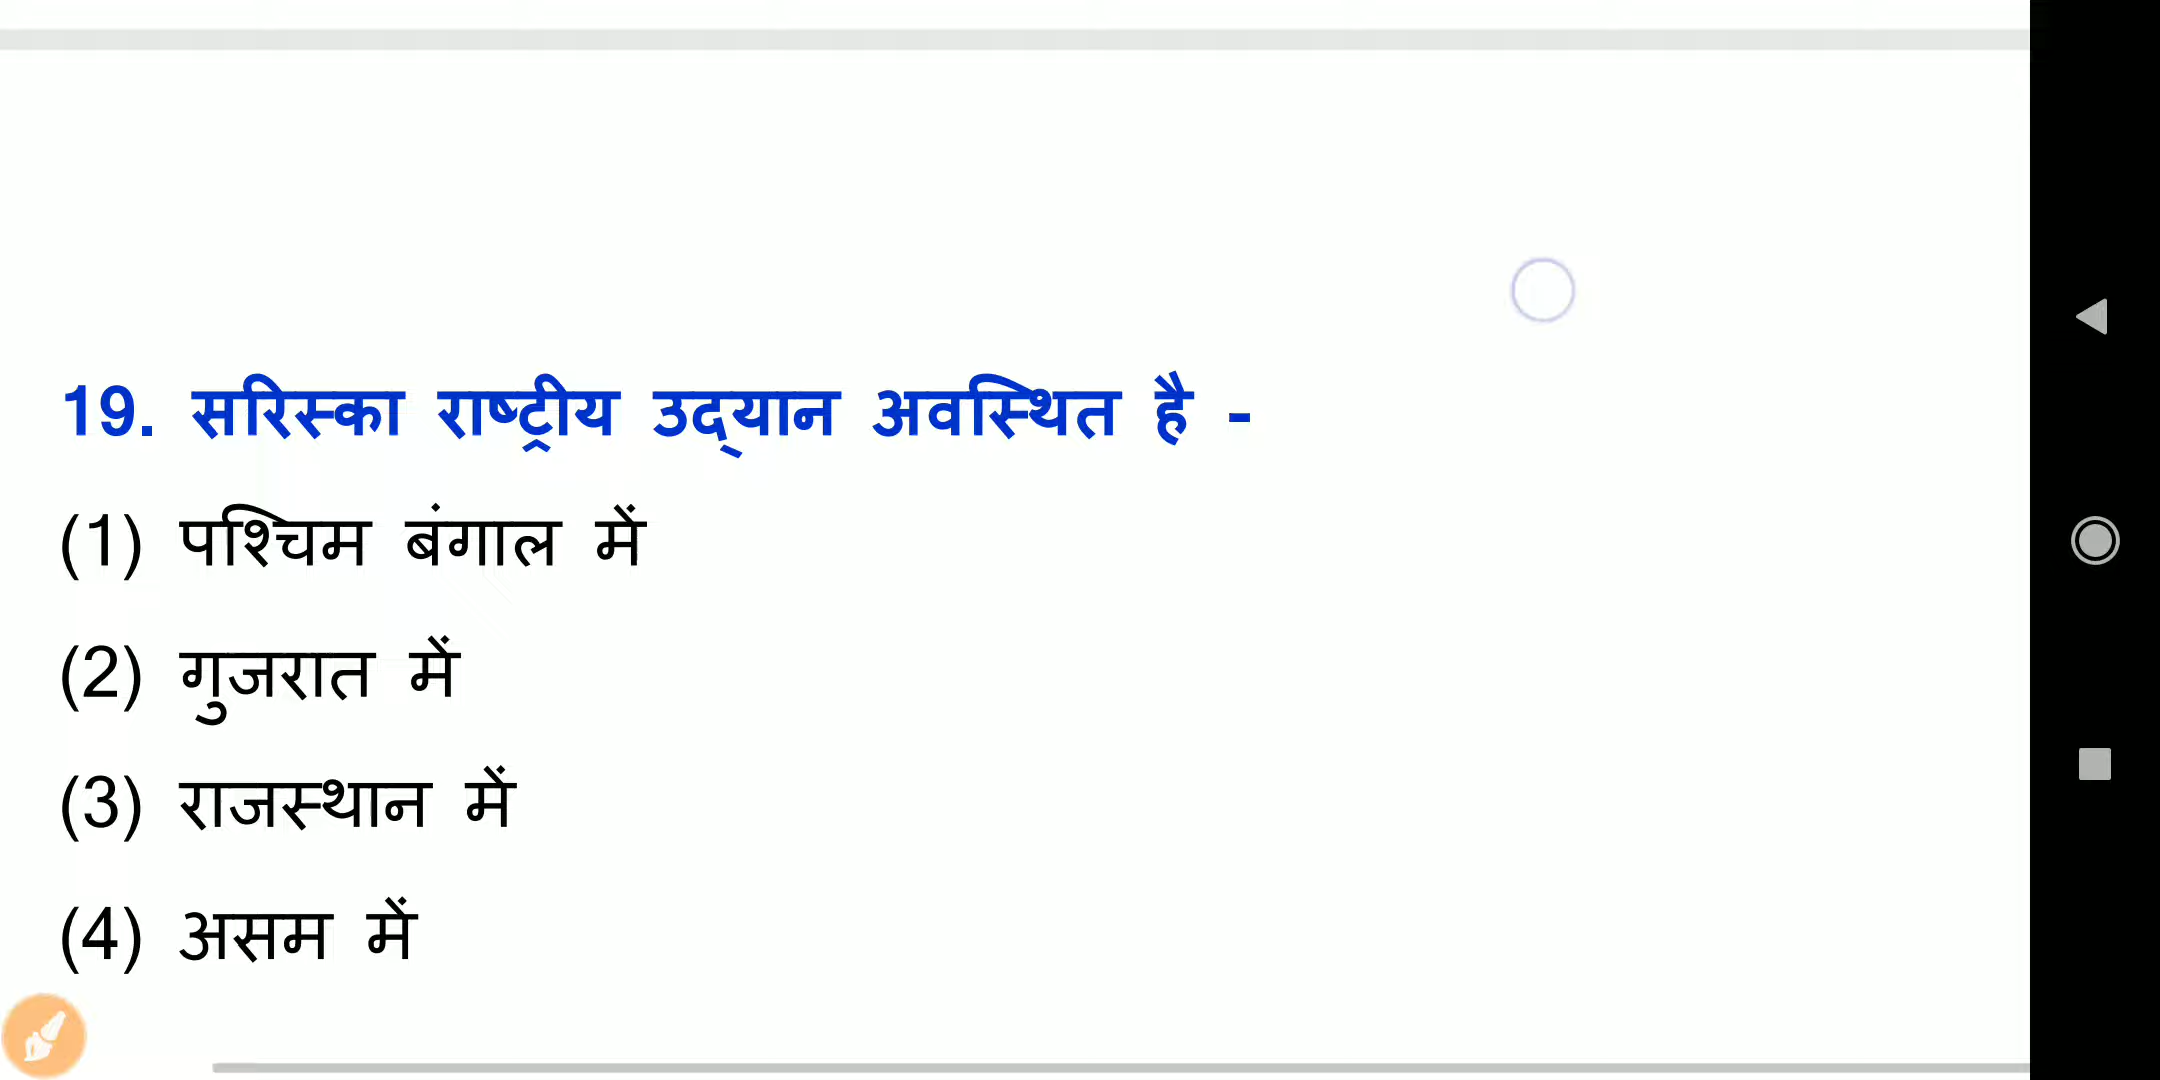 19. सरिस्का राष्ट्रीय उद्‌यान अवस्थित है -
(1) पश्चिम बंगाल में
(2) गुजरात में
(3) राजस्थान में
(4) असम में